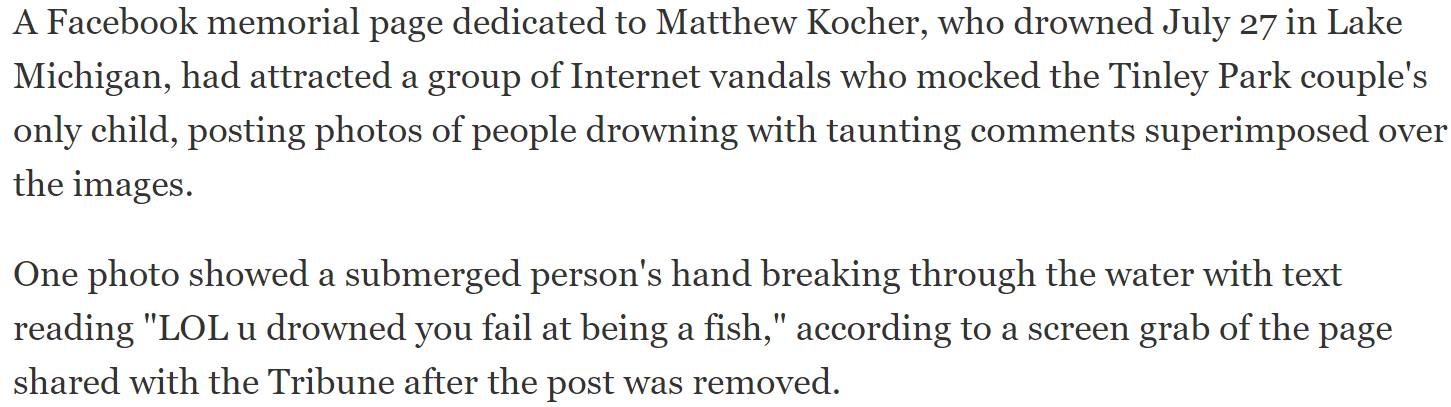 A Facebook memorial page dedicated to Matthew Kocher, who drowned July 27 in Lake
Michigan, had attracted a group of Internet vandals who mocked the Tinley Park couple's
only child, posting photos of people drowning with taunting comments superimposed over
the images.
One photo showed a submerged person's hand breaking through the water with text
reading "LOL u drowned you fail at being a fish," according to a screen grab of the page
shared with the Tribune after the post was removed.